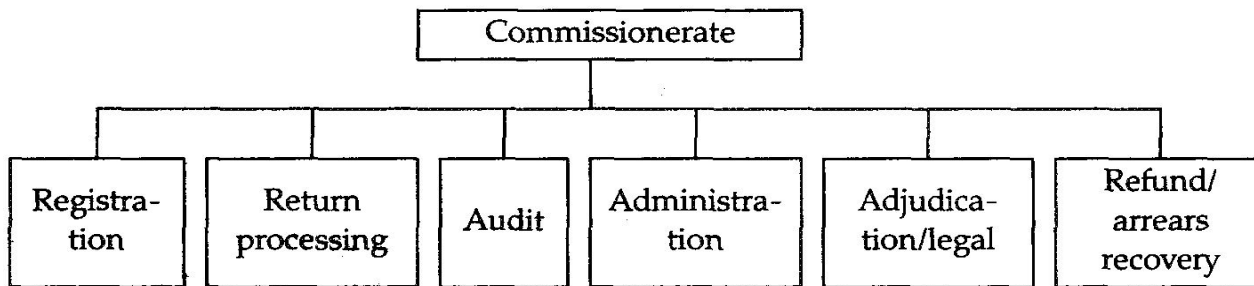 Commissionerate
Registra-
tion
Return
processing
Audit
Administra-
tion
Adjudica-
tion/legal
Refund/
arrears
recovery